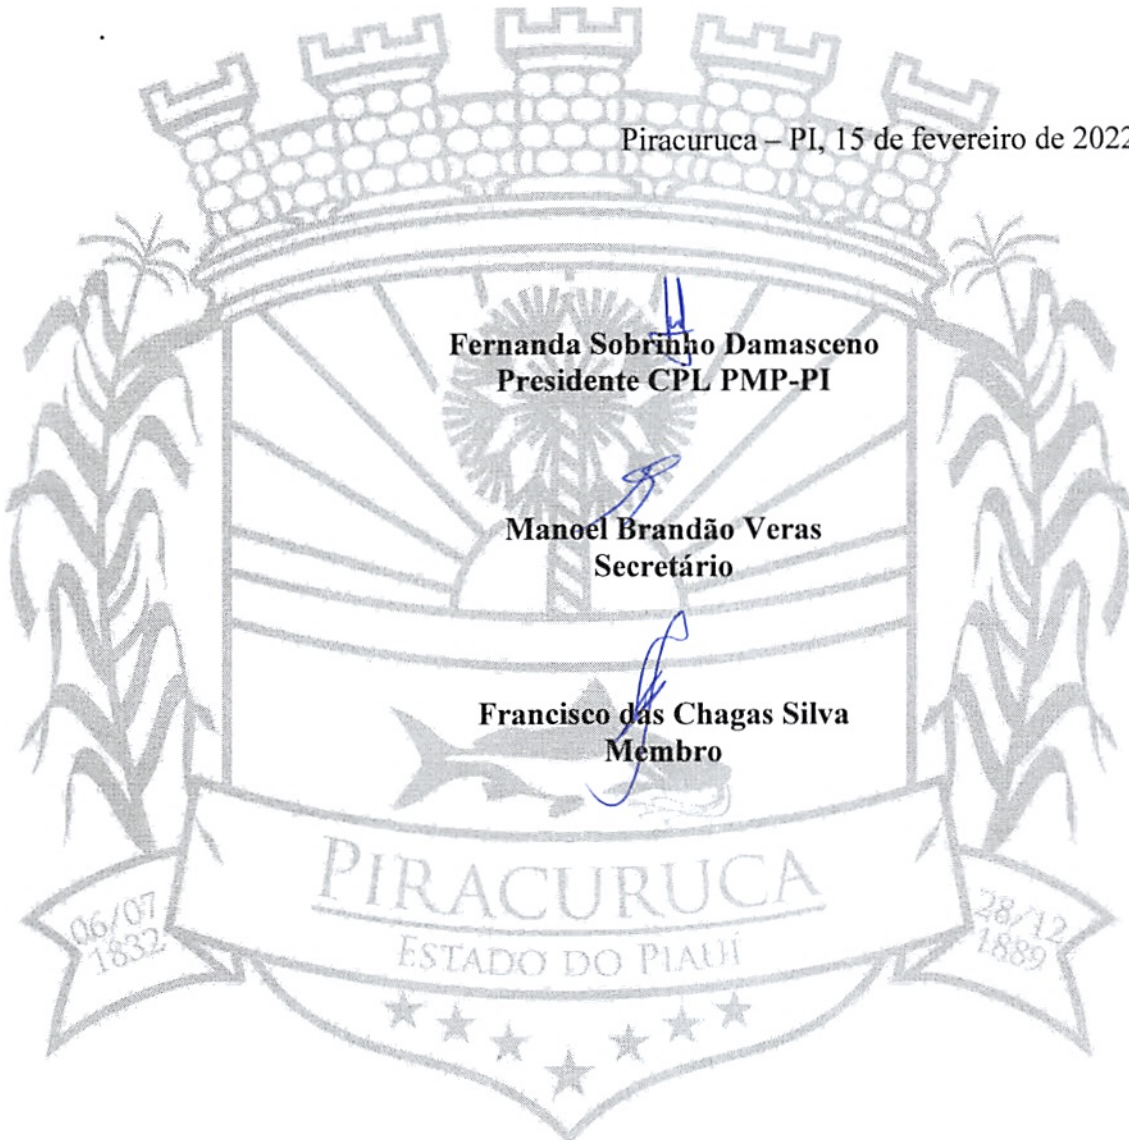 Piracuruca – PI, 15 de fevereiro de 2022
Fernanda Sobrinho Damasceno
Presidente CPL PMP-PI
Manoel Brandão Veras
Secretário
Francisco das Chagas Silva
Membro
PIRACURUCA
ESTADO DO PIAUÍ
06/07
1832
28/12
1889